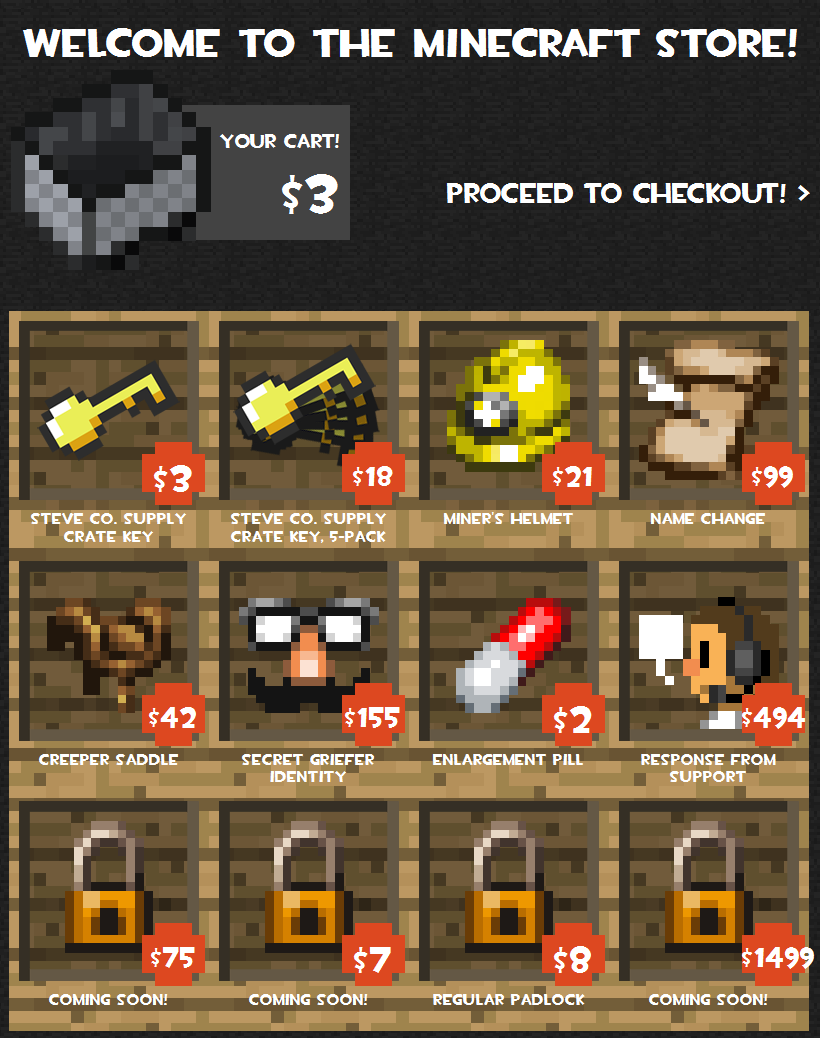 WELCOME TO THE MINECRAFT STORE!
YOUR CART!
$3
PROCEED TO CHECKOUT! >
$3
$18
$21
$99
STEVE CO. SUPPLY
CRATE KEY
STEVE CO. SUPPLY
CRATE KEY, 5-PACK
MINER'S HELMET
NAME CHANGE
$42
$155
$2
$494
CREEPER SADDLE
SECRET GRIEFER
IDENTITY
ENLARGEMENT PILL
RESPONSE FROM
SUPPORT
$75
$7
$8
$1499
COMING SOON!
COMING SOON!
REGULAR PADLOCK
COMING SOON!